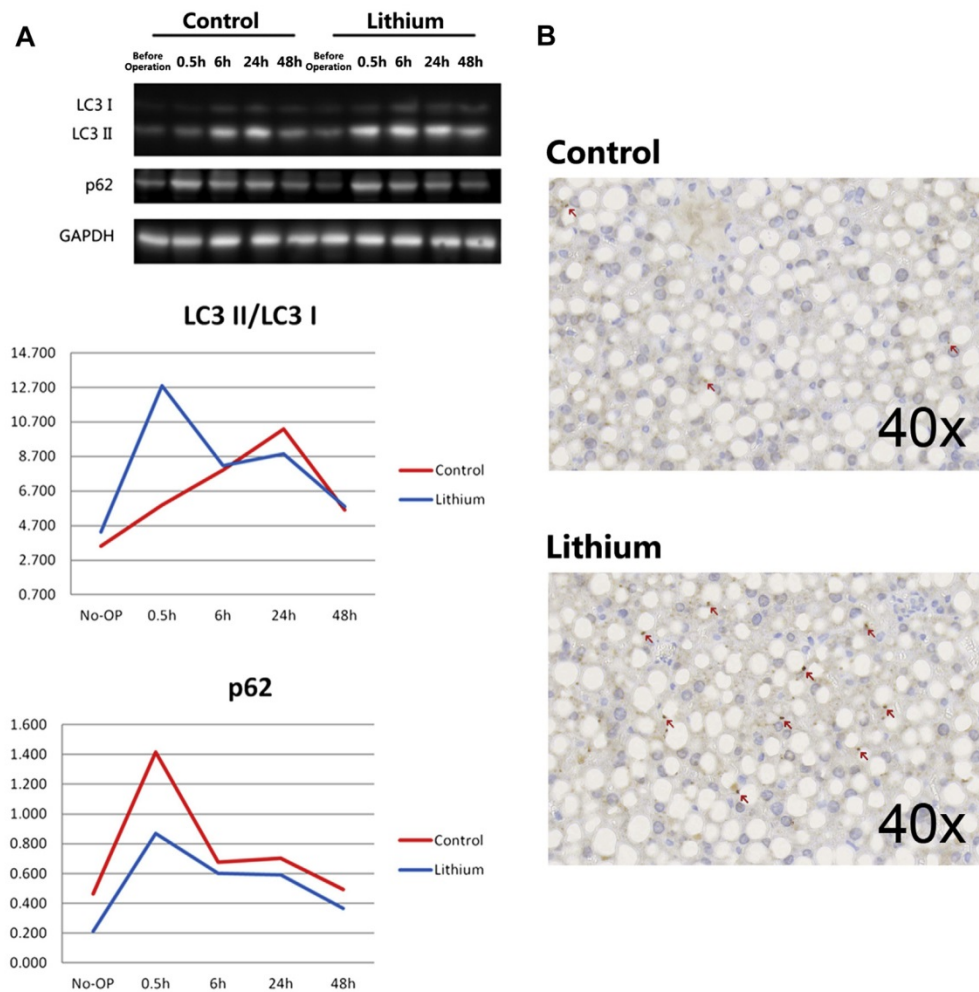 A
Control Lithium
Before Operation 0.5h 6h 24h 48h Before Operation 0.5h 6h 24h 48h
LC3 I
LC3 II
p62
GAPDH
LC3 II/LC3 I
14.700
12.700
10.700
8.700
6.700
4.700
2.700
0.700
No-OP 0.5h 6h 24h 48h
Control
Lithium
p62
1.600
1.400
1.200
1.000
0.800
0.600
0.400
0.200
0.000
No-OP 0.5h 6h 24h 48h
Control
Lithium
B
Control
40x
Lithium
40x